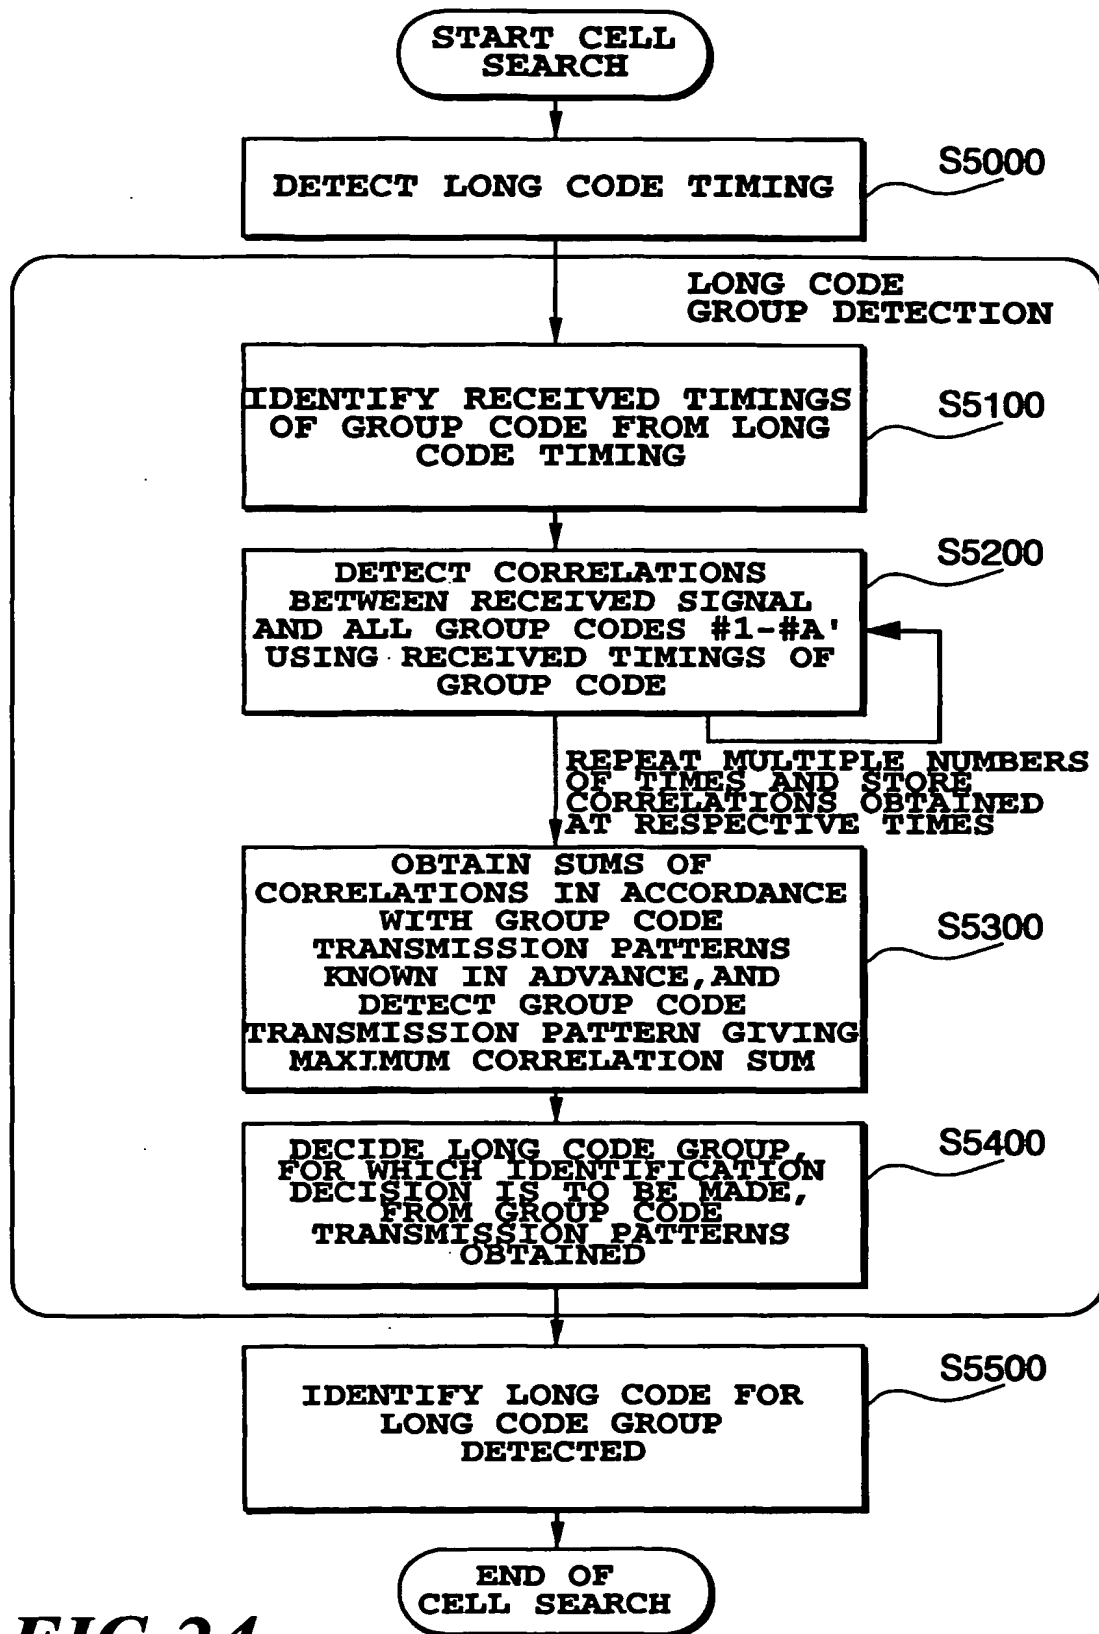 START CELL
SEARCH
S5000
DETECT LONG CODE TIMING
LONG CODE
GROUP DETECTION
S5100
IDENTIFY RECEIVED TIMINGS
OF GROUP CODE FROM LONG
CODE TIMING
S5200
DETECT CORRELATIONS
BETWEEN RECEIVED SIGNAL
AND ALL GROUP CODES #1-#A'
USING RECEIVED TIMINGS OF
GROUP CODE
REPEAT MULTIPLE NUMBERS
OF TIMES AND STORE
CORRELATIONS OBTAINED
AT RESPECTIVE TIMES
S5300
OBTAIN SUMS OF
CORRELATIONS IN ACCORDANCE
WITH GROUP CODE
TRANSMISSION PATTERNS
KNOWN IN ADVANCE,AND
DETECT GROUP CODE
TRANSMISSION PATTERN GIVING
MAXIMUM CORRELATION SUM
S5400
DECIDE LONG CODE GROUP,
FOR WHICH IDENTIFICATION
DECISION IS TO BE MADE,
FROM GROUP CODE
TRANSMISSION PATTERNS
OBTAINED
S5500
IDENTIFY LONG CODE FOR
LONG CODE GROUP
DETECTED
END OF
CELL SEARCH
FIG.24